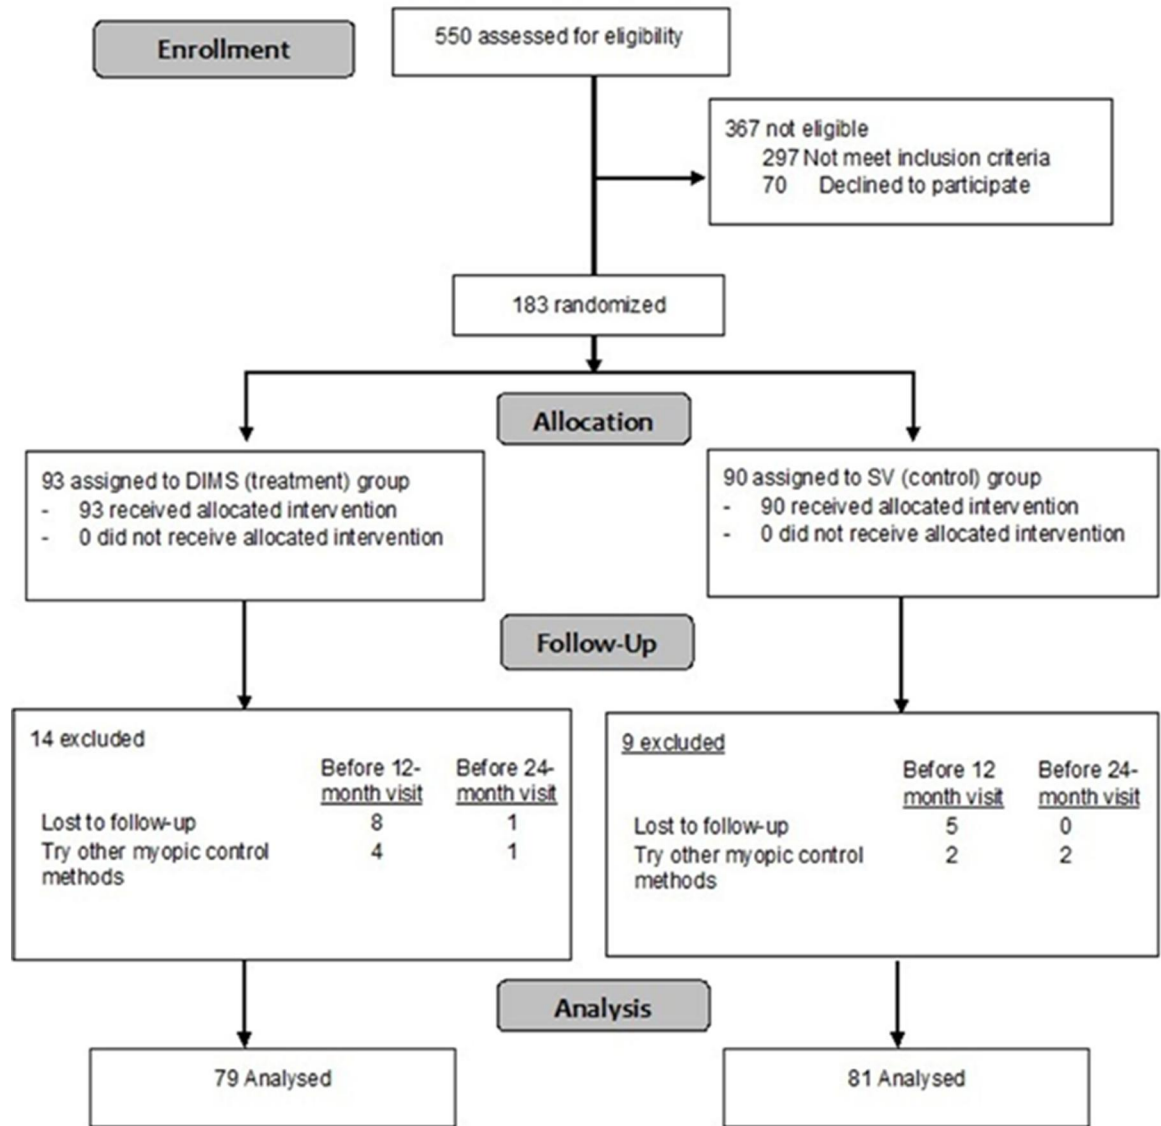 Enrollment
550 assessed for eligibility
367 not eligible
297 Not meet inclusion criteria
70 Declined to participate
183 randomized
Allocation
93 assigned to DIMS (treatment) group
- 93 received allocated intervention
- 0 did not receive allocated intervention
90 assigned to SV (control) group
- 90 received allocated intervention
- 0 did not receive allocated intervention
Follow-Up
14 excluded
Before 12- Before 24-
month visit month visit
Lost to follow-up 8 1
Try other myopic control 4 1
methods
9 excluded
Before 12 Before 24-
month visit month visit
Lost to follow-up 5 0
Try other myopic control 2 2
methods
Analysis
79 Analysed
81 Analysed